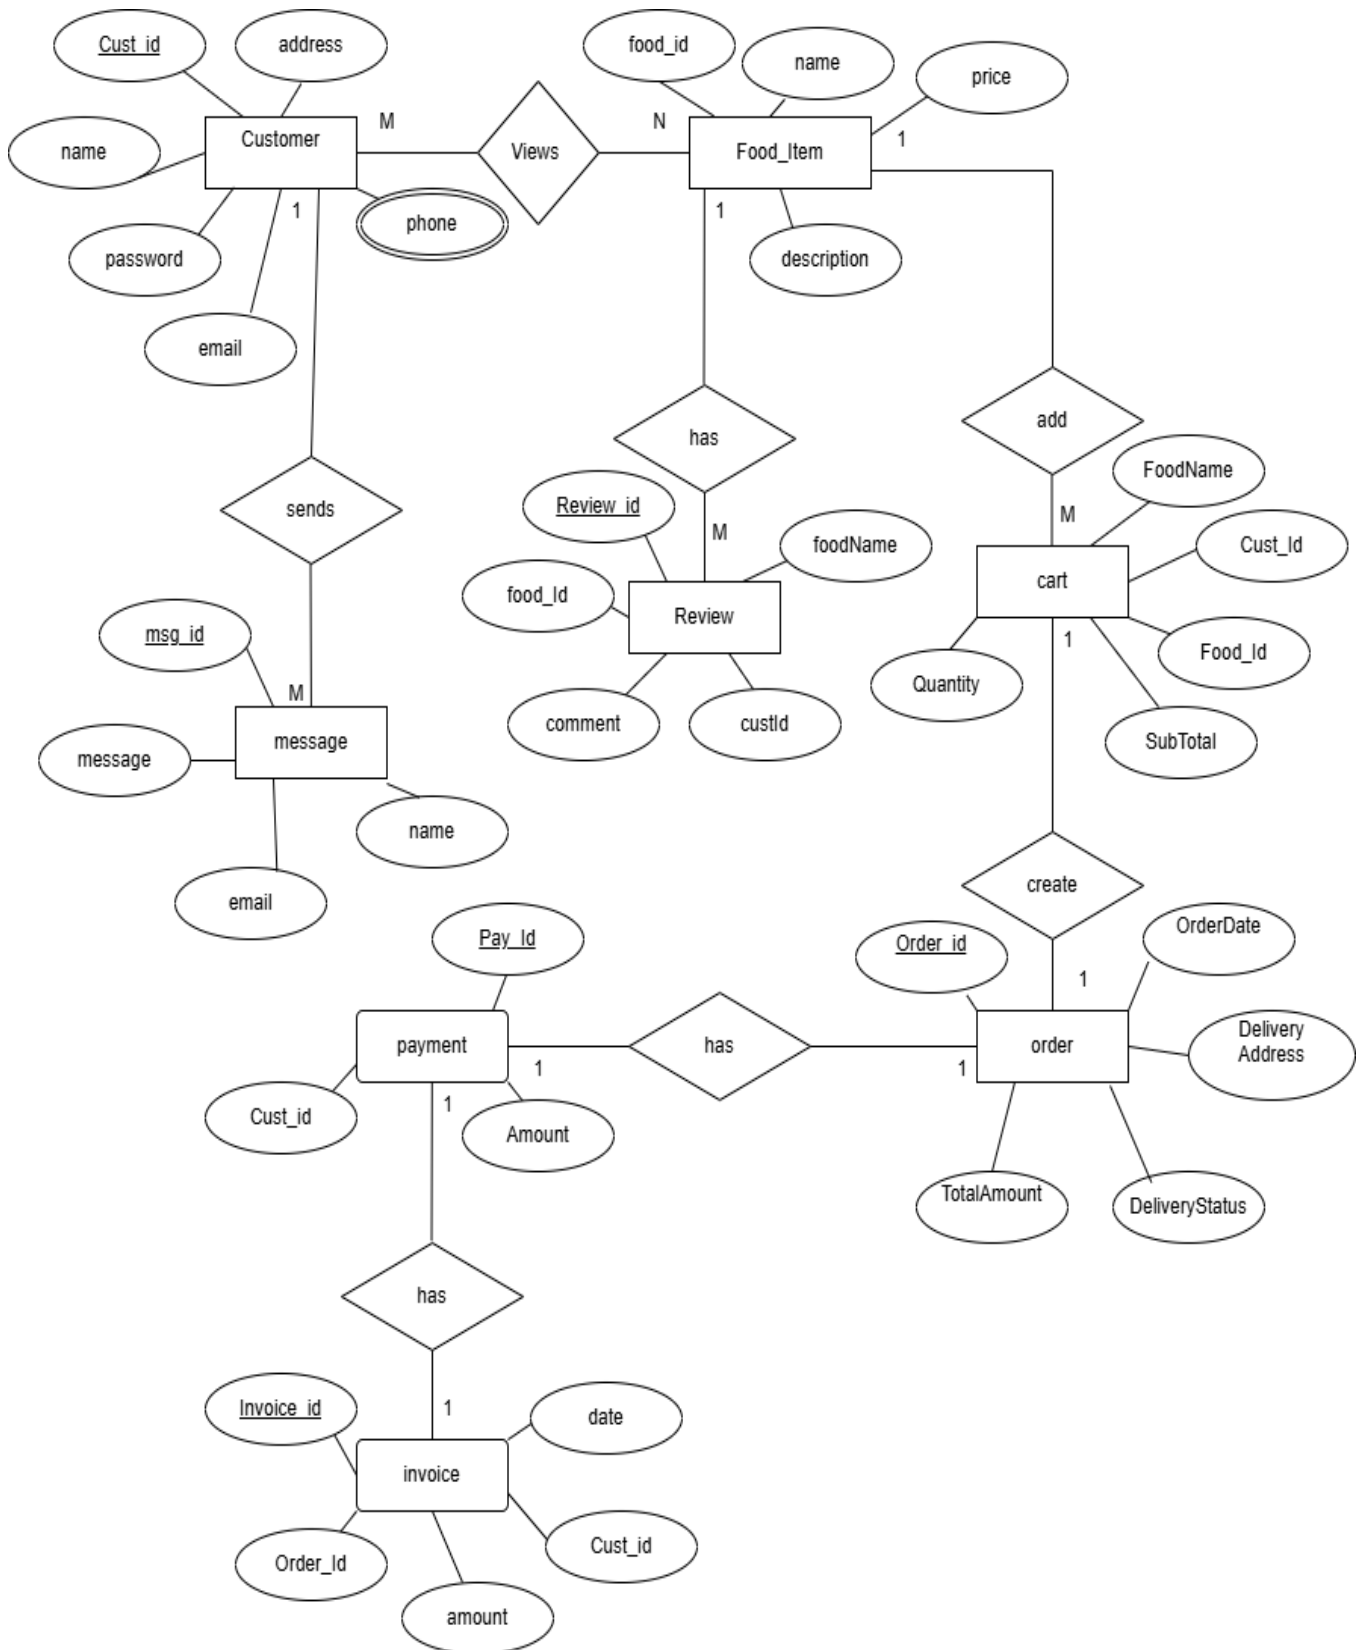 Cust_id
address
food_id
name
price
M
N
Customer
name
Views
Food_Item
1
1
1
phone
password
description
email
has
add
FoodName
Review_id
sends
M
M
foodName
Cust_Id
food_Id
cart
Review
msg_id
1
Food_Id
Quantity
M
comment
custId
message
SubTotal
message
name
create
email
Pay_Id
Order_id
OrderDate
1
payment
has
order
Delivery
Address
1
1
1
Cust_id
Amount
TotalAmount
DeliveryStatus
has
Invoice_id
1
date
invoice
Order_Id
Cust_id
amount